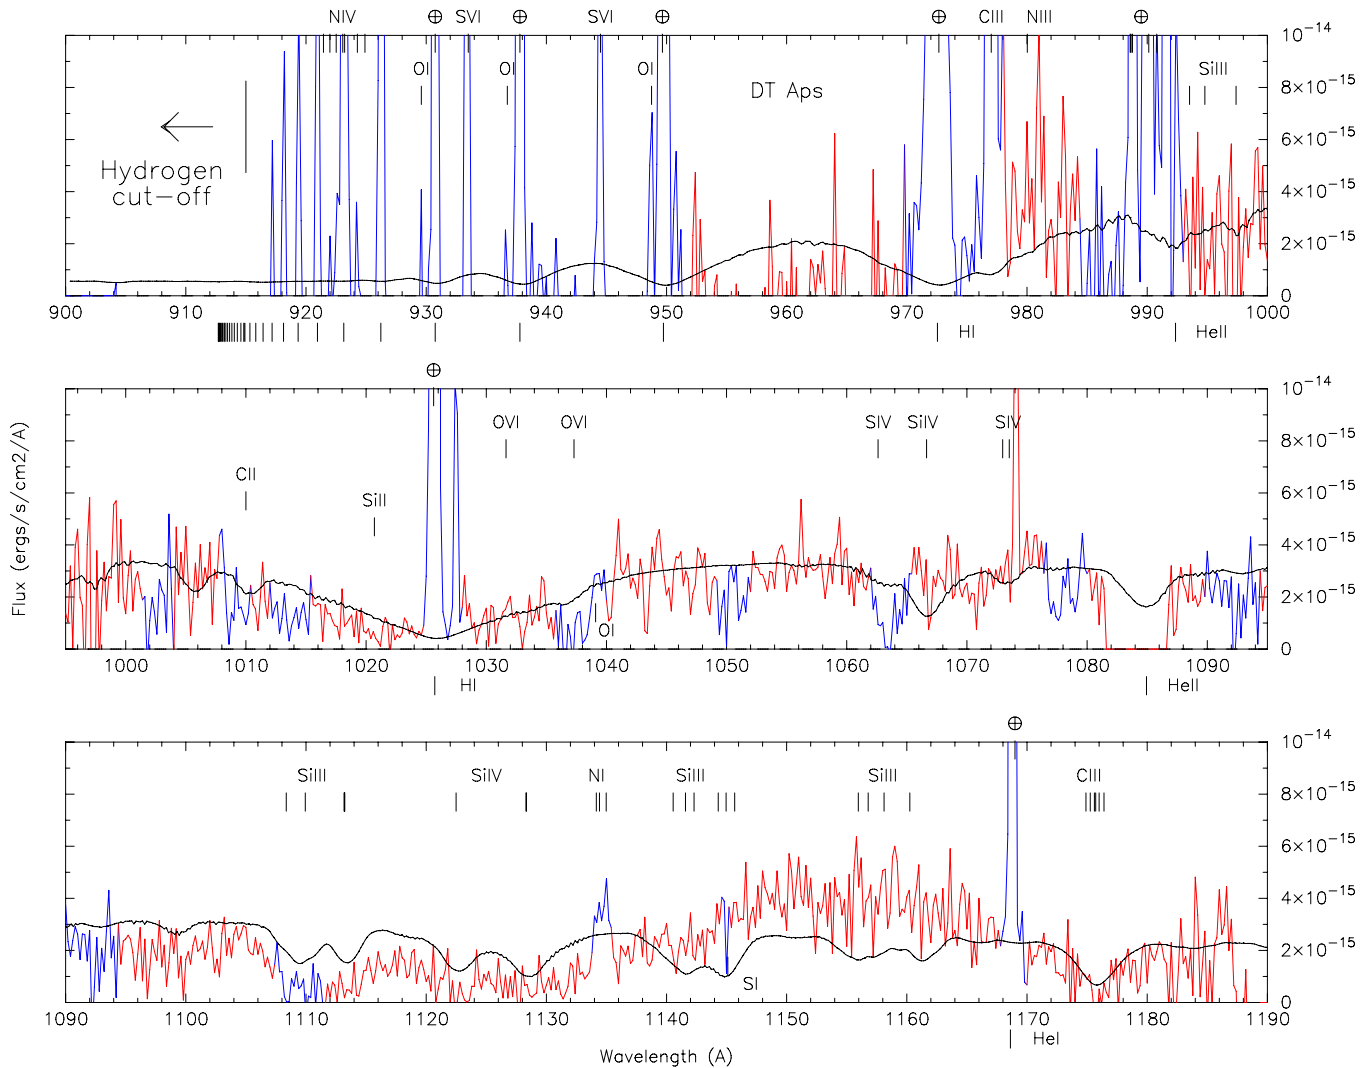 NIV ⊕ SVI ⊕ SVI ⊕ ⊕ CIII NIII ⊕
10−14
OI OI OI SiIII
DT Aps
8×10−15
6×10−15
Hydrogen
cut−off
4×10−15
2×10−15
0
900 910 920 930 940 950 960 970 980 990 1000
HI HeII
⊕
10−14
OVI OVI SIV SiIV SIV
8×10−15
CII
SiII
6×10−15
4×10−15
2×10−15
OI
0
1000 1010 1020 1030 1040 1050 1060 1070 1080 1090
HI HeII
Flux (ergs/s/cm2/A)
⊕
10−14
SiIII SiIV NI SiIII SiIII CIII
8×10−15
6×10−15
4×10−15
2×10−15
SI
0
1090 1100 1110 1120 1130 1140 1150 1160 1170 1180 1190
HeI
Wavelength (A)